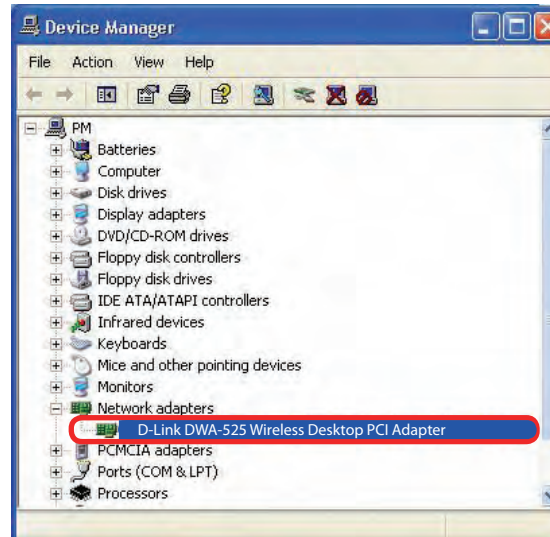 Device Manager
File Action View Help
PM
Batteries
Computer
Disk drives
Display adapters
DVD/CD-ROM drives
Floppy disk controllers
Floppy disk drives
IDE ATA/ATAPI controllers
Infrared devices
Keyboards
Mice and other pointing devices
Monitors
Network adapters
D-Link DWA-525 Wireless Desktop PCI Adapter
PCMCIA adapters
Ports (COM & LPT)
Processors